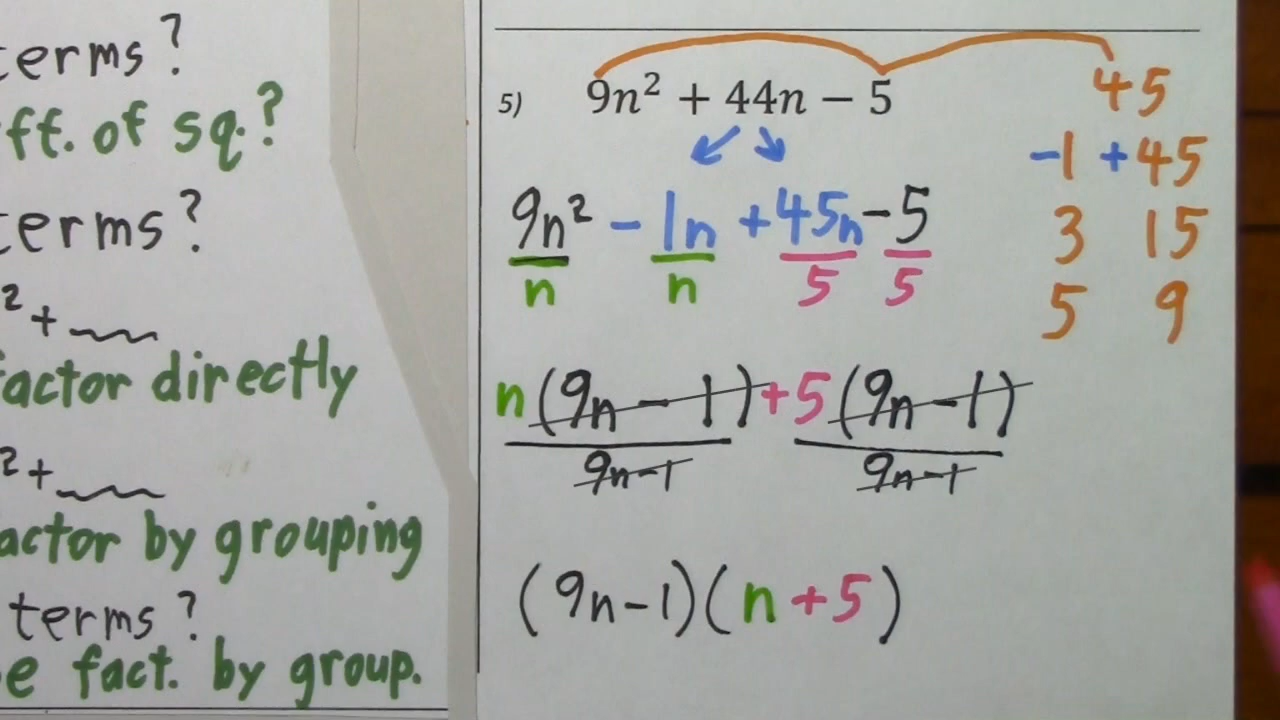 erms?
ft. of sq.?
terms?
² +
actor directly
² +
actor by grouping
terms?
e fact. by group.
5) 9n² + 44n − 5
45
-1 +45
3 15
5 9
9n² - 1n + 45n - 5
n n 5 5
n(9n - 1) + 5(9n - 1)
9n-1 9n-1
(9n-1)(n+5)